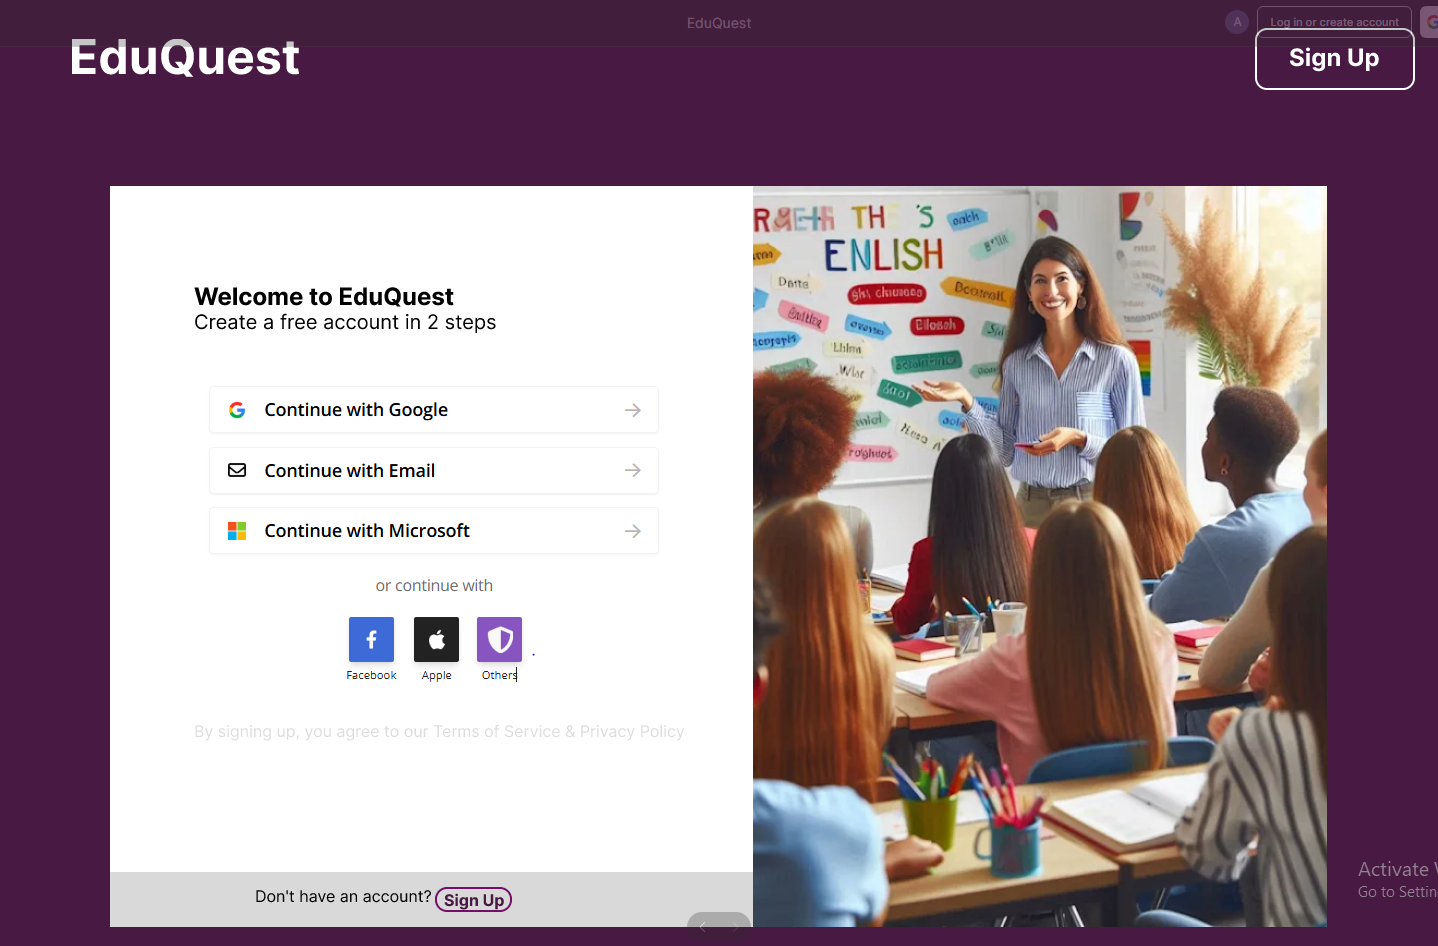 EduQuest
A
Log in or create account
EduQuest
Sign Up
Welcome to EduQuest
Create a free account in 2 steps
Continue with Google
Continue with Email
Continue with Microsoft
or continue with
Facebook
Apple
Others
By signing up, you agree to our Terms of Service & Privacy Policy
Don't have an account? Sign Up
THE 'S
ENLISH
Activate
Go to Settin